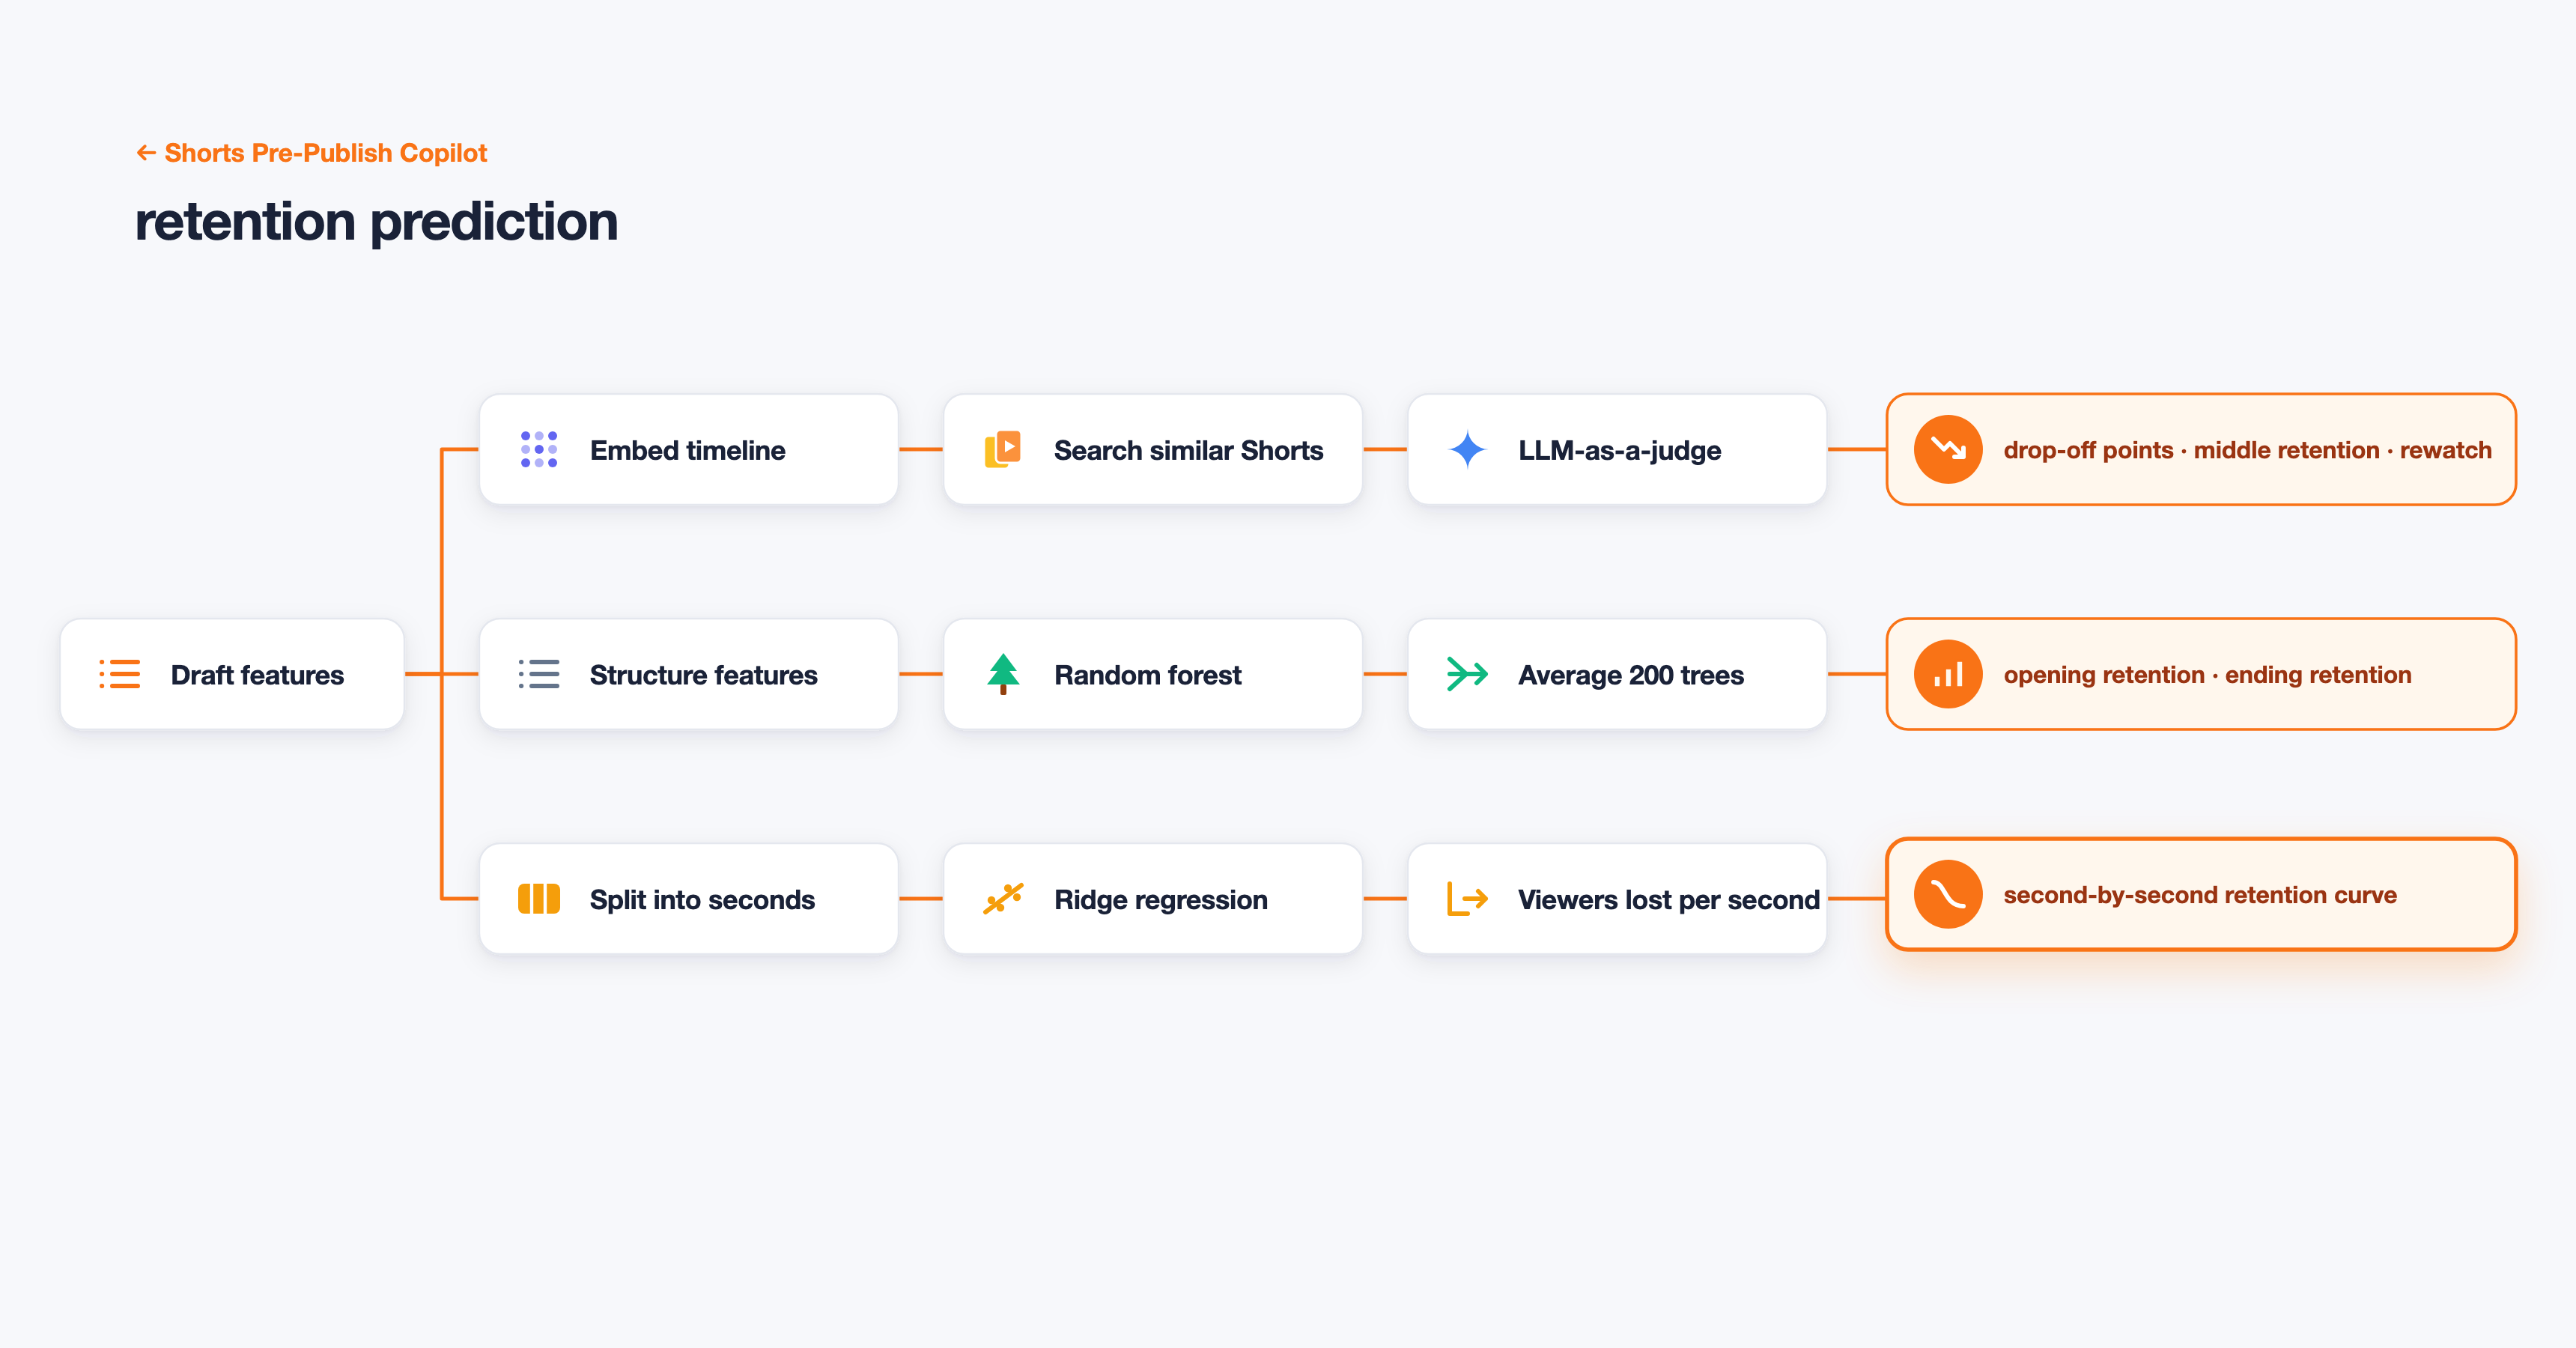 ← Shorts Pre-Publish Copilot
retention prediction
Embed timeline
Search similar Shorts
LLM-as-a-judge
drop-off points · middle retention · rewatch
Draft features
Structure features
Random forest
Average 200 trees
opening retention · ending retention
Split into seconds
Ridge regression
Viewers lost per second
second-by-second retention curve